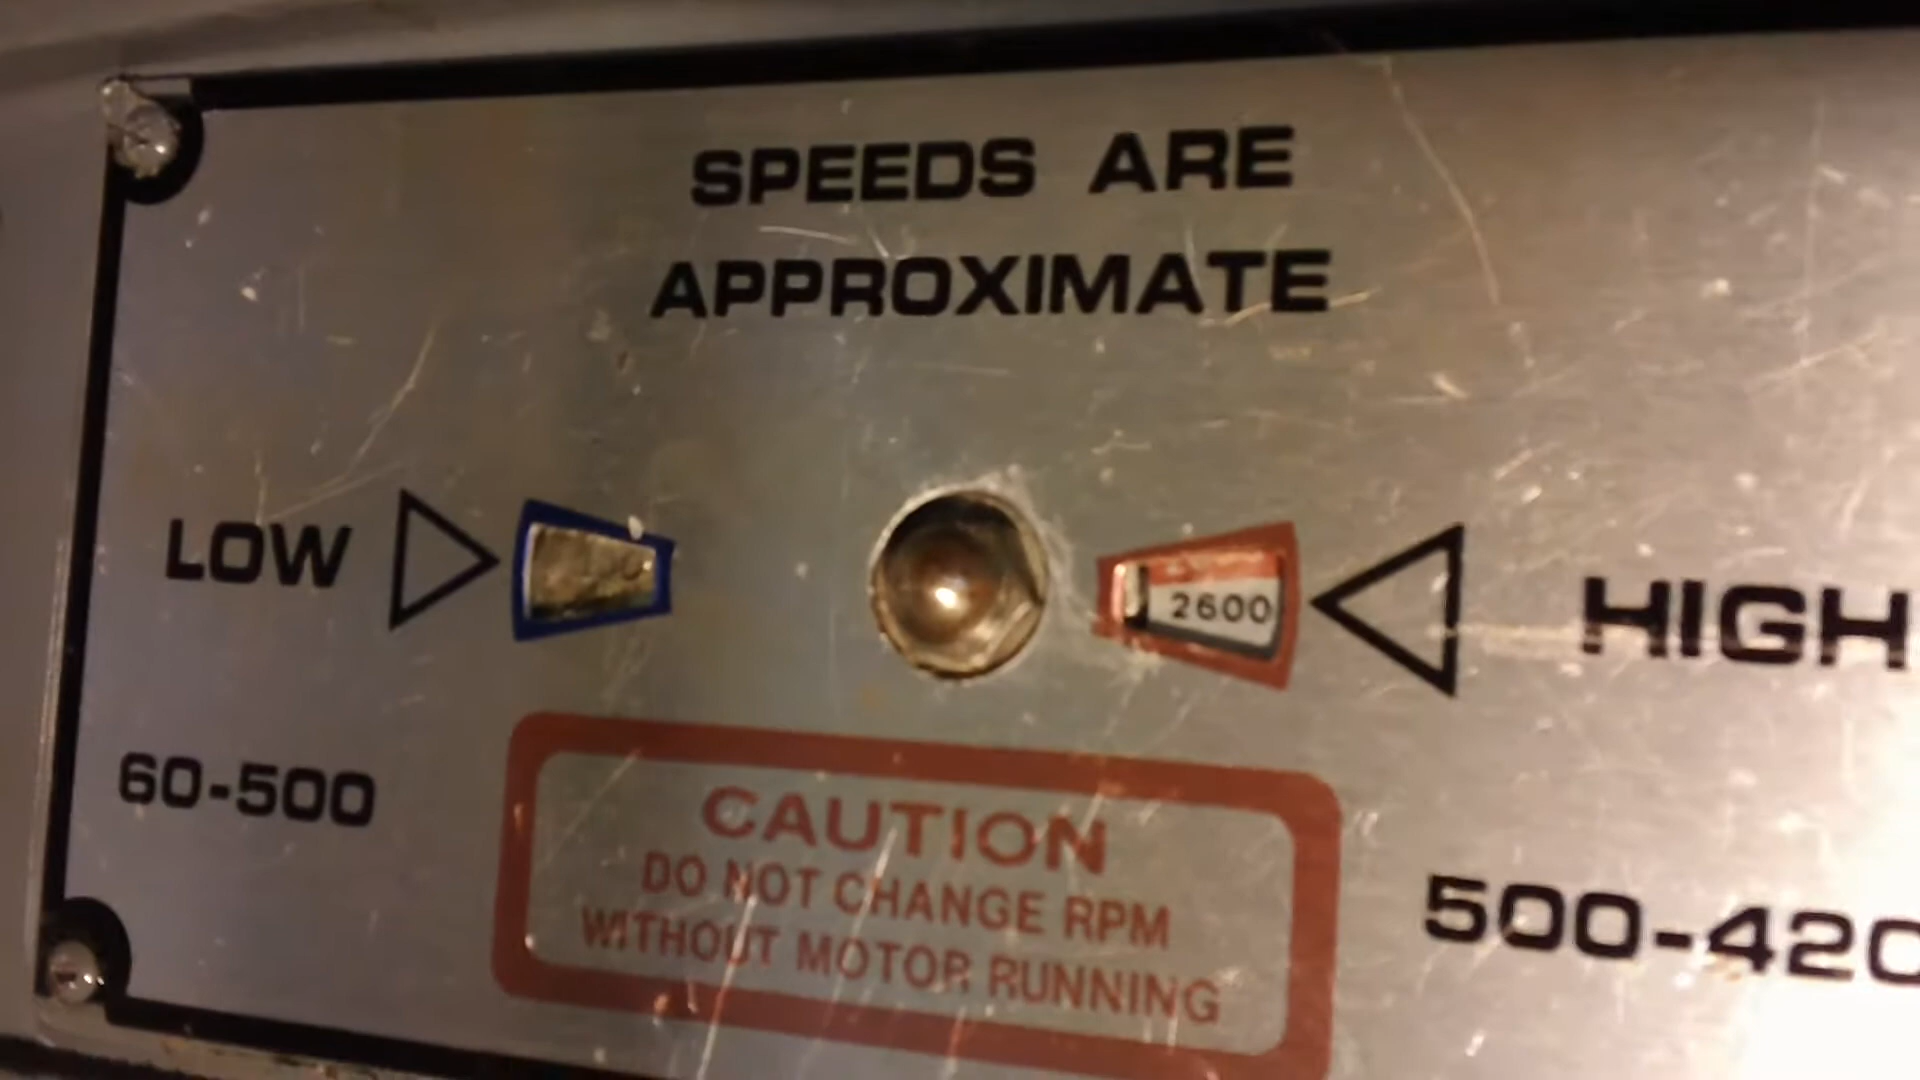 SPEEDS ARE
APPROXIMATE
LOW
2600
HIGH
60-500
500-420
CAUTION
DO NOT CHANGE RPM
WITHOUT MOTOR RUNNING